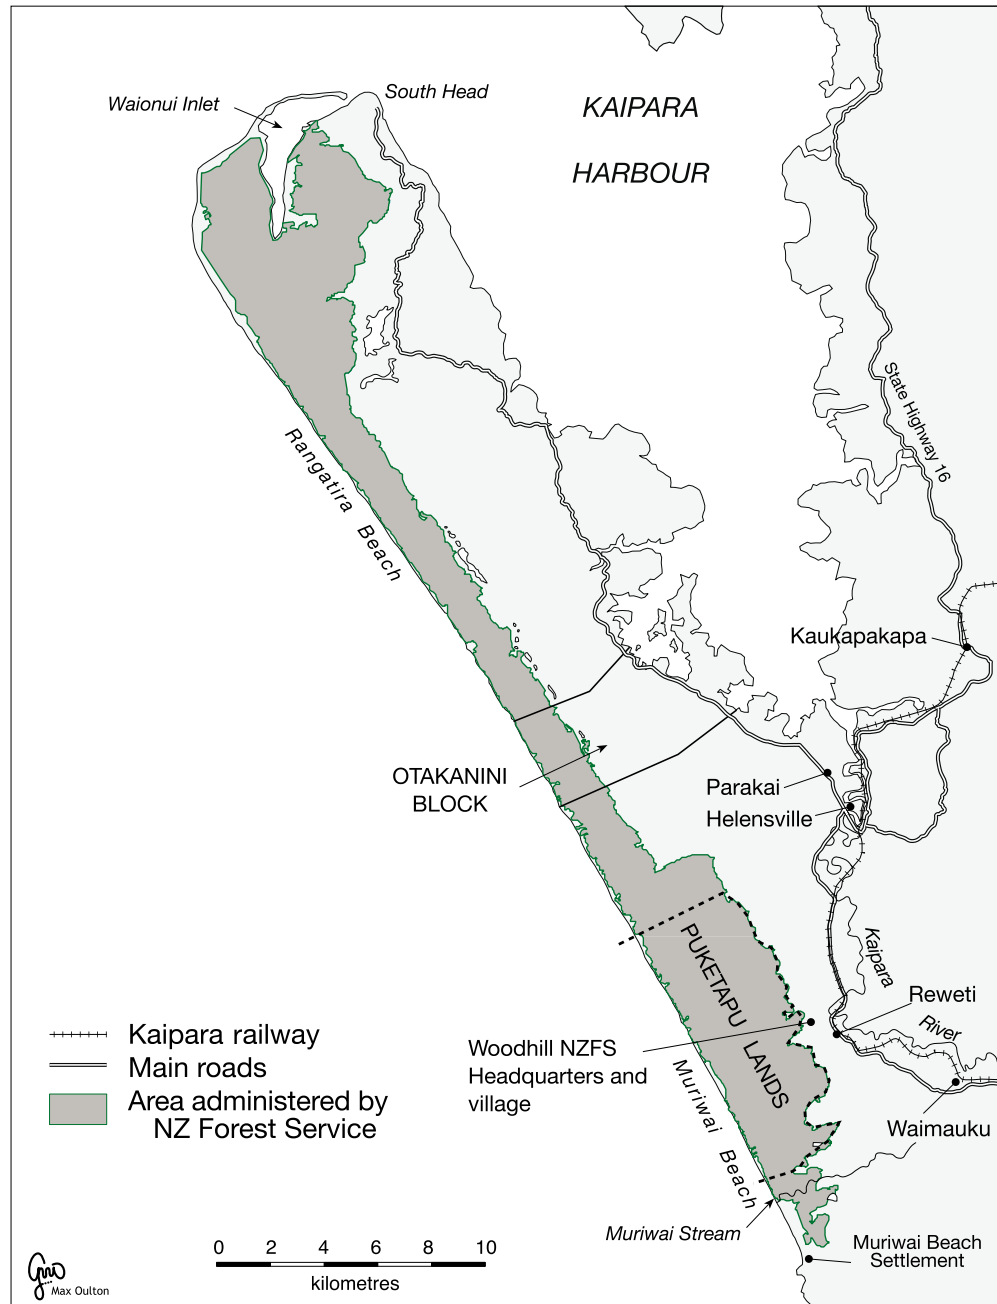 Waionui Inlet
South Head
KAIPARA
HARBOUR
State Highway 16
Rangatira Beach
Kaukapakapa
OTAKANINI
BLOCK
Parakai
Helensville
Kaipara
River
PUKETAPU LANDS
Reweti
Woodhill NZFS
Headquarters and
village
Waimauku
Muriwai Beach
Muriwai Stream
Muriwai Beach
Settlement
Kaipara railway
Main roads
Area administered by
NZ Forest Service
0 2 4 6 8 10
kilometres
Max Oulton